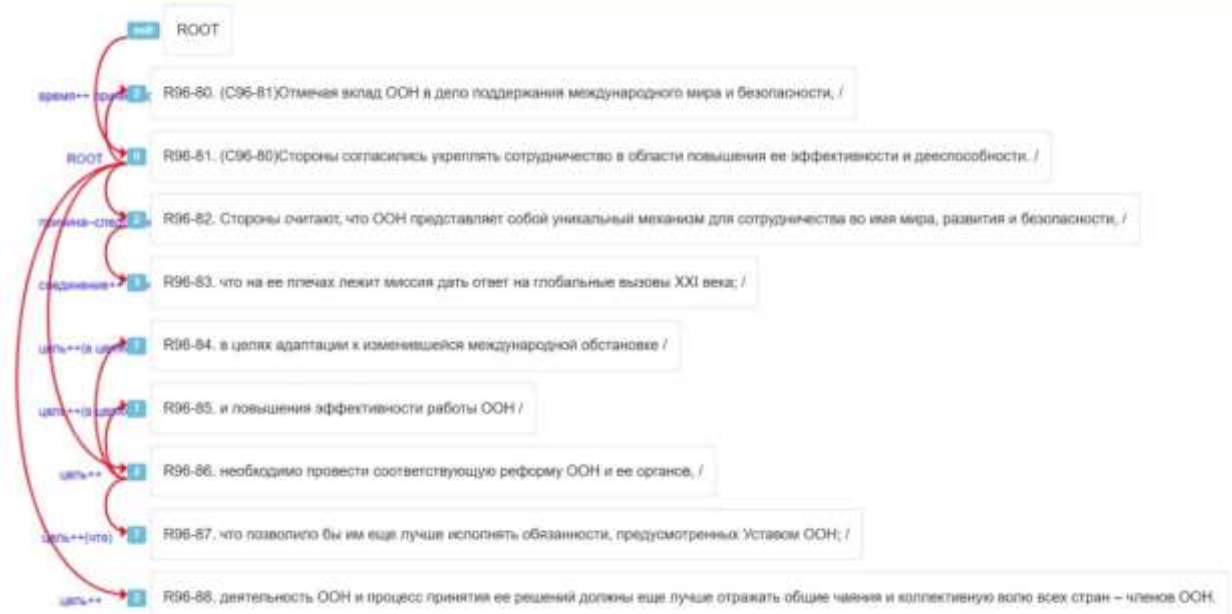 null ROOT
R96-80. (C96-81)Отмечая вклад ООН в дело поддержания международного мира и безопасности, /
ROOT R96-81. (C96-80)Стороны согласились укреплять сотрудничество в области повышения ее эффективности и дееспособности. /
R96-82. Стороны считают, что ООН представляет собой уникальный механизм для сотрудничества во имя мира, развития и безопасности, /
R96-83. что на ее плечах лежит миссия дать ответ на глобальные вызовы XXI века; /
R96-84. в целях адаптации к изменившейся международной обстановке /
R96-85. и повышения эффективности работы ООН /
цель++ R96-86. необходимо провести соответствующую реформу ООН и ее органов, /
цель++(что) R96-87. что позволило бы им еще лучше исполнять обязанности, предусмотренных Уставом ООН; /
цель++ R96-88. деятельность ООН и процесс принятия ее решений должны еще лучше отражать общие чаяния и коллективную волю всех стран – членов ООН.